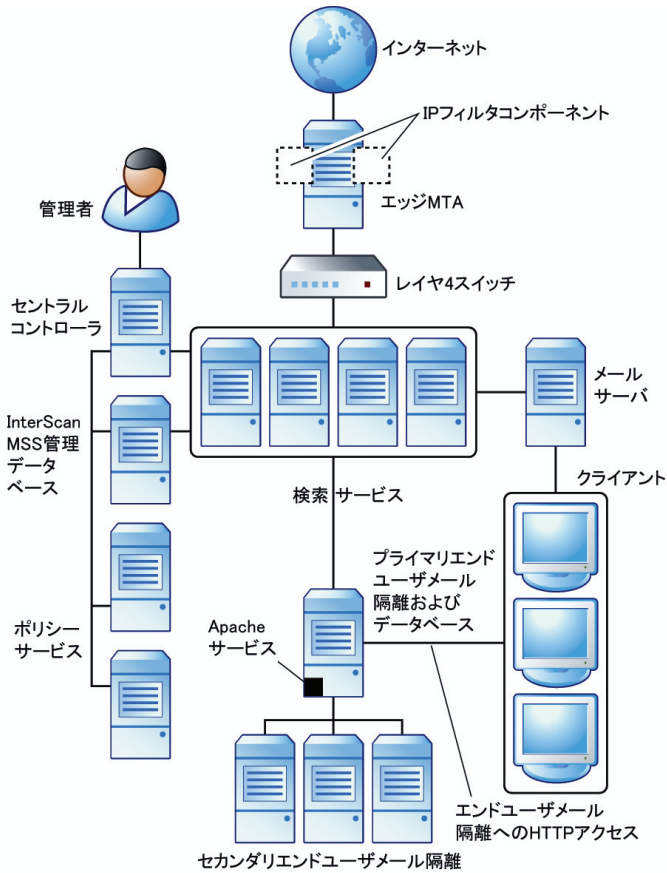 インターネット
IPフィルタコンポーネント
エッジMTA
管理者
レイヤ4スイッチ
セントラル
コントローラ
メール
サーバ
InterScan
MSS管理
データ
ベース
クライアント
検索 サービス
プライマリエンド
ユーザメール
隔離および
データベース
Apache
サービス
ポリシー
サービス
エンドユーザメール
隔離へのHTTPアクセス
セカンダリエンドユーザメール隔離